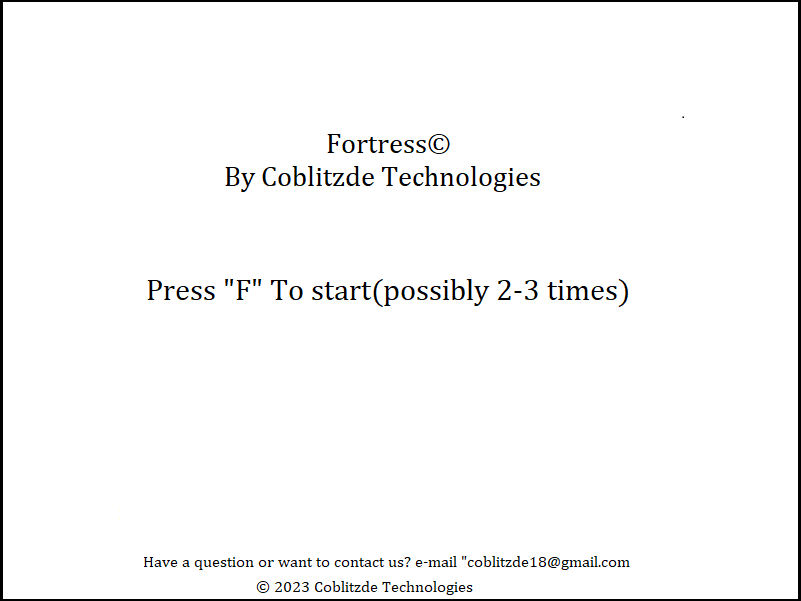 Fortress©
By Coblitzde Technologies
Press "F" To start(possibly 2-3 times)
Have a question or want to contact us? e-mail "coblitzde18@gmail.com
© 2023 Coblitzde Technologies